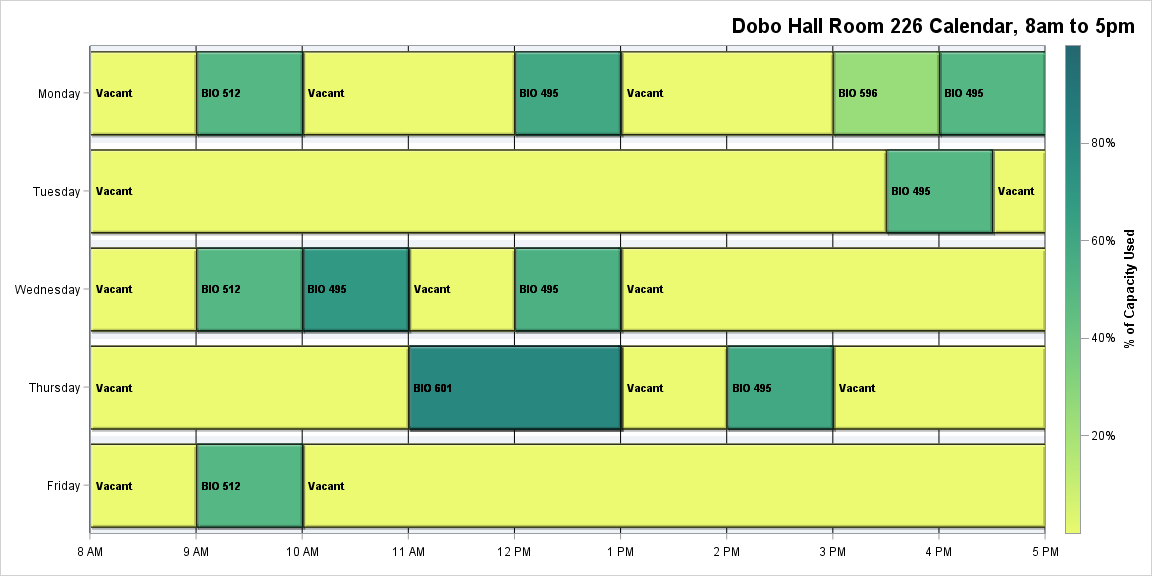 Dobo Hall Room 226 Calendar, 8am to 5pm
Monday Vacant BIO 512 Vacant BIO 495 Vacant BIO 596 BIO 495
Tuesday Vacant BIO 495 Vacant
Wednesday Vacant BIO 512 BIO 495 Vacant BIO 495 Vacant
Thursday Vacant BIO 601 Vacant BIO 495 Vacant
Friday Vacant BIO 512 Vacant
8 AM 9 AM 10 AM 11 AM 12 PM 1 PM 2 PM 3 PM 4 PM 5 PM
80%
60%
40%
20%
% of Capacity Used